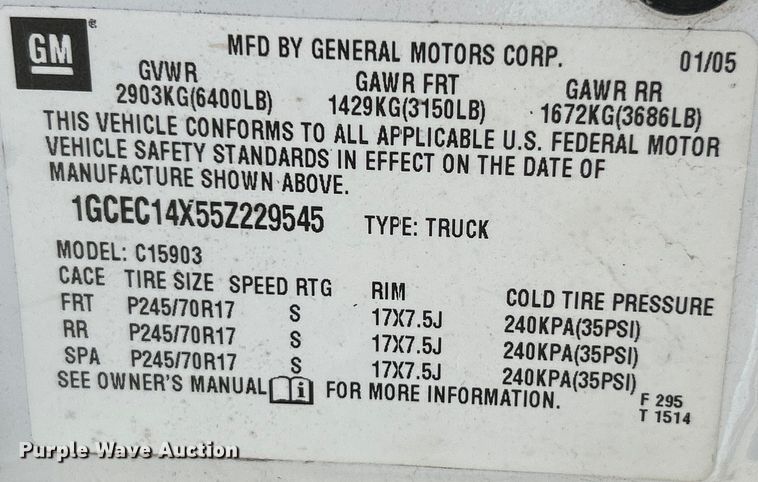 GM
MFD BY GENERAL MOTORS CORP. 01/05
GVWR GAWR FRT GAWR RR
2903KG(6400LB) 1429KG(3150LB) 1672KG(3686LB)
THIS VEHICLE CONFORMS TO ALL APPLICABLE U.S. FEDERAL MOTOR
VEHICLE SAFETY STANDARDS IN EFFECT ON THE DATE OF
MANUFACTURE SHOWN ABOVE.
1GCEC14X55Z229545 TYPE: TRUCK
MODEL: C15903
CACE TIRE SIZE SPEED RTG RIM COLD TIRE PRESSURE
FRT P245/70R17 S 17X7.5J 240KPA(35PSI)
RR P245/70R17 S 17X7.5J 240KPA(35PSI)
SPA P245/70R17 S 17X7.5J 240KPA(35PSI)
SEE OWNER'S MANUAL i FOR MORE INFORMATION.
F 295
T 1514
Purple Wave Auction